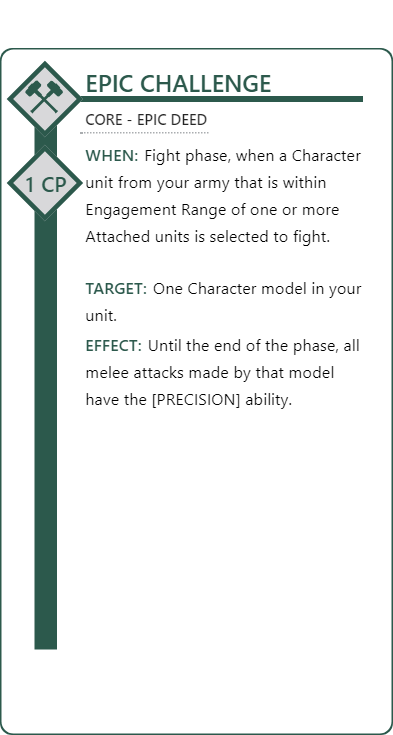 EPIC CHALLENGE
CORE - EPIC DEED
1 CP
WHEN: Fight phase, when a Character
unit from your army that is within
Engagement Range of one or more
Attached units is selected to fight.
TARGET: One Character model in your
unit.
EFFECT: Until the end of the phase, all
melee attacks made by that model
have the [PRECISION] ability.